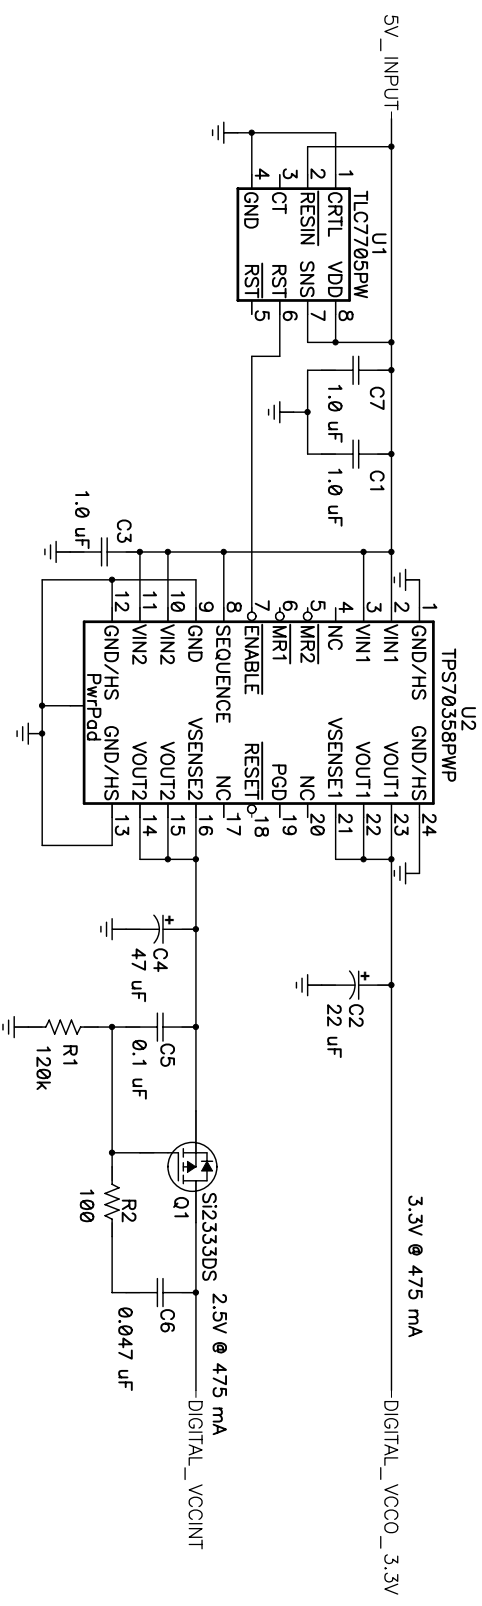 5V_INPUT
U1
TLC7705PW
1
CRTL
2
RESIN
3
CT
4
GND
VDD
8
SNS
7
RST
6
RST
5
C7
1.0 uF
C1
1.0 uF
C3
1.0 uF
U2
TPS70358PWP
1
GND/HS
2
VIN1
3
VIN1
4
NC
5
MR2
6
MR1
7
ENABLE
8
SEQUENCE
9
GND
10
VIN2
11
VIN2
12
GND/HS
PwrPad
GND/HS
24
VOUT1
23
VOUT1
22
VSENSE1
21
NC
20
PGD
19
RESET
18
NC
17
VSENSE2
16
VOUT2
15
VOUT2
14
GND/HS
13
C2
22 uF
C4
47 uF
C5
0.1 uF
R1
120k
Si2333DS
Q1
R2
100
C6
0.047 uF
3.3V @ 475 mA
2.5V @ 475 mA
DIGITAL_VCCO_3.3V
DIGITAL_VCCINT